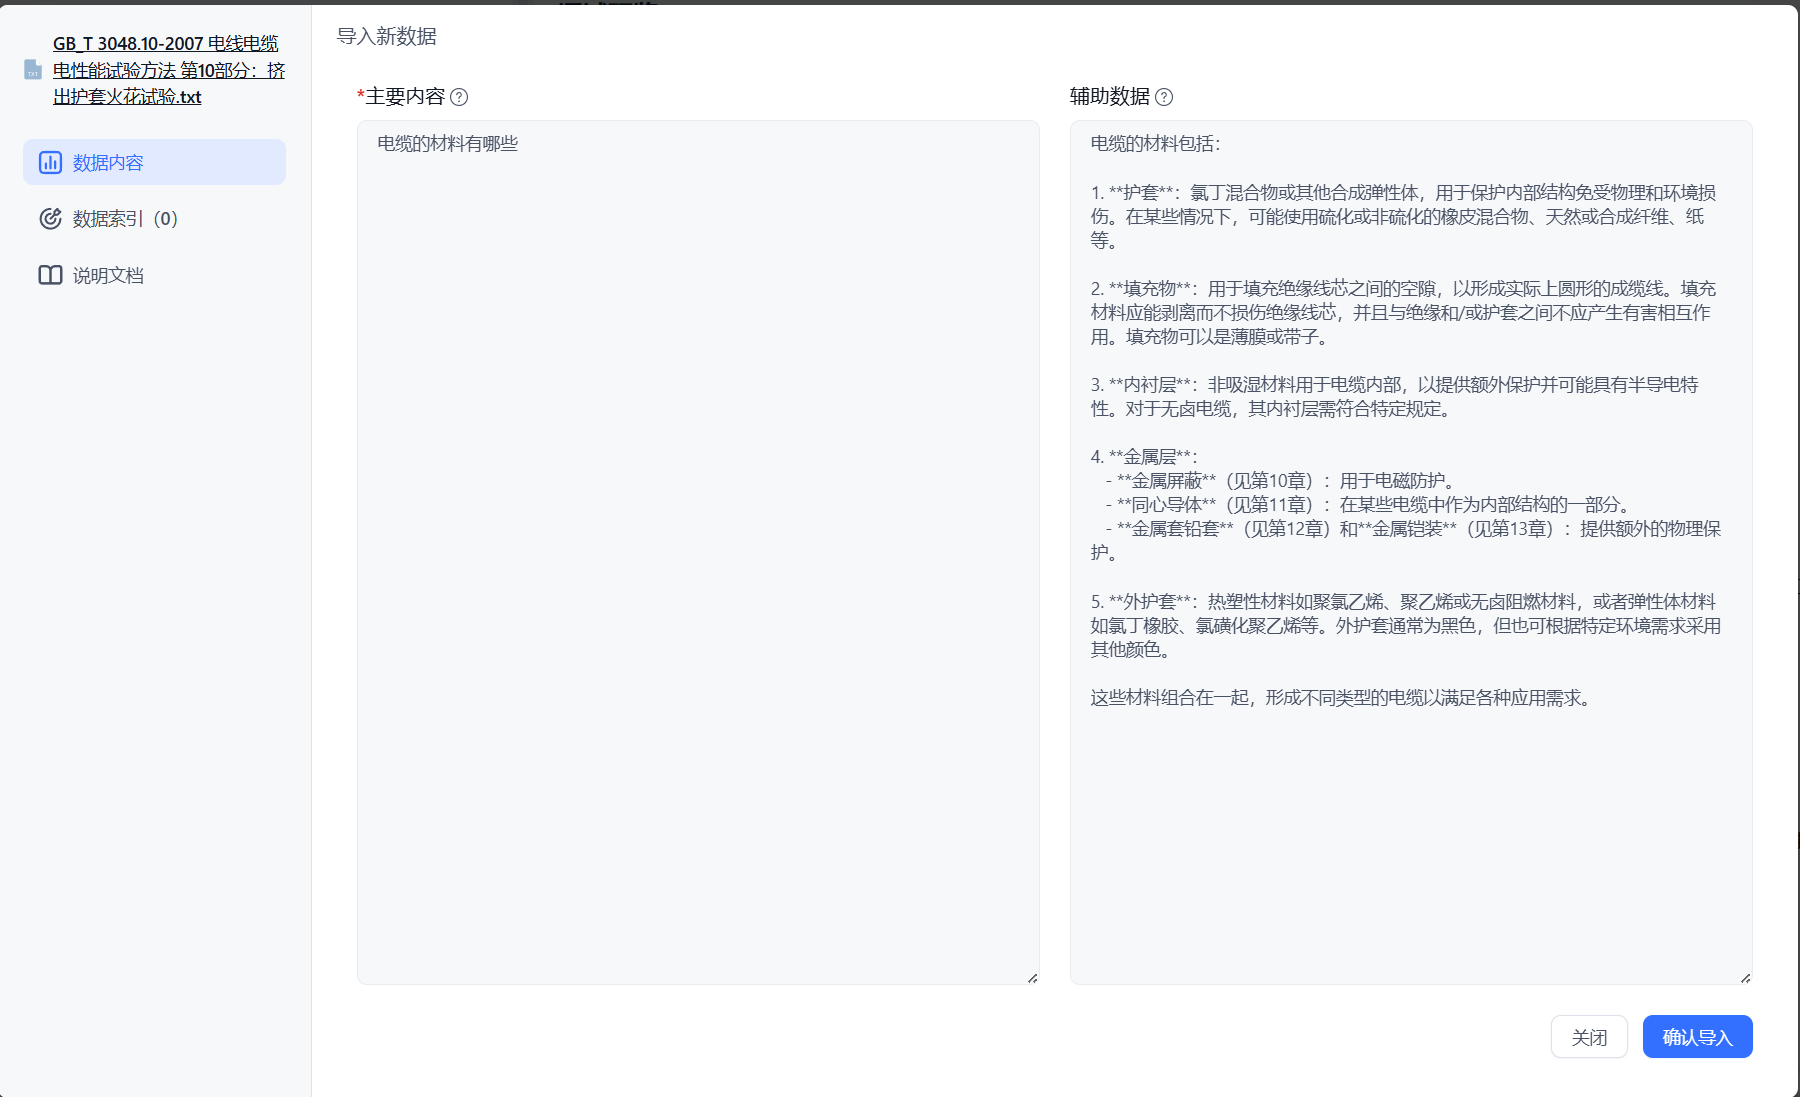 GB_T 3048.10-2007 电线电缆
电性能试验方法 第10部分：挤
出护套火花试验.txt
数据内容
数据索引（0）
说明文档
导入新数据
*主要内容
电缆的材料有哪些
辅助数据
电缆的材料包括：
1. **护套**：氯丁混合物或其他合成弹性体，用于保护内部结构免受物理和环境损
伤。在某些情况下，可能使用硫化或非硫化的橡皮混合物、天然或合成纤维、纸
等。
2. **填充物**：用于填充绝缘线芯之间的空隙，以形成实际上圆形的成缆线。填充
材料应能剥离而不损伤绝缘线芯，并且与绝缘和/或护套之间不应产生有害相互作
用。填充物可以是薄膜或带子。
3. **内衬层**：非吸湿材料用于电缆内部，以提供额外保护并可能具有半导电特
性。对于无卤电缆，其内衬层需符合特定规定。
4. **金属层**：
- **金属屏蔽**（见第10章）：用于电磁防护。
- **同心导体**（见第11章）：在某些电缆中作为内部结构的一部分。
- **金属套铅套**（见第12章）和**金属铠装**（见第13章）：提供额外的物理保
护。
5. **外护套**：热塑性材料如聚氯乙烯、聚乙烯或无卤阻燃材料，或者弹性体材料
如氯丁橡胶、氯磺化聚乙烯等。外护套通常为黑色，但也可根据特定环境需求采用
其他颜色。
这些材料组合在一起，形成不同类型的电缆以满足各种应用需求。
关闭
确认导入